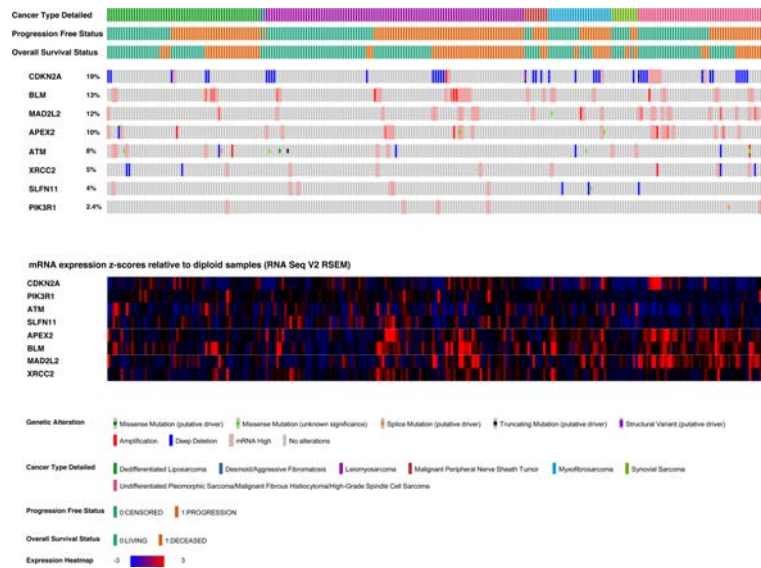 Cancer Type Detailed
Progression Free Status
Overall Survival Status
CDKN2A 19%
BLM 13%
MAD2L2 12%
APEX2 10%
ATM 8%
XRCC2 5%
SLFN11 4%
PIK3R1 2.4%
mRNA expression z-scores relative to diploid samples (RNA Seq V2 RSEM)
CDKN2A
PIK3R1
ATM
SLFN11
APEX2
BLM
MAD2L2
XRCC2
Genetic Alteration Missense Mutation (putative driver) Missense Mutation (unknown significance) Splice Mutation (putative driver) Truncating Mutation (putative driver) Structural Variant (putative driver)
Amplification Deep Deletion mRNA High No alterations
Cancer Type Detailed Dedifferentiated Liposarcoma Desmoid/Aggressive Fibromatosis Leiomyosarcoma Malignant Peripheral Nerve Sheath Tumor Myxofibrosarcoma Synovial Sarcoma
Undifferentiated Pleomorphic Sarcoma/Malignant Fibrous Histiocytoma/High-Grade Spindle Cell Sarcoma
Progression Free Status 0:CENSORED 1:PROGRESSION
Overall Survival Status 0:LIVING 1:DECEASED
Expression Heatmap -3 3